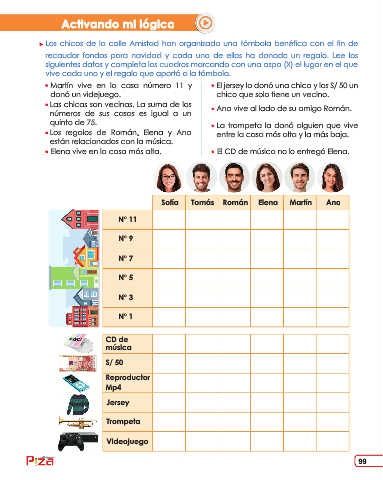 Activando mi lógica
▸ Los chicos de la calle Amistad han organizado una tómbola benéfica con el fin de
recaudar fondos para navidad y cada uno de ellos ha donado un regalo. Lee los
siguientes datos y completa los cuadros marcando con una aspa (X) el lugar en el que
vive cada uno y el regalo que aportó a la tómbola.
• Martín vive en la casa número 11 y
donó un videojuego.
• Las chicas son vecinas. La suma de los
números de sus casas es igual a un
quinto de 75.
• Los regalos de Román, Elena y Ana
están relacionados con la música.
• Elena vive en la casa más alta.
• El jersey lo donó una chica y los S/ 50 un
chico que solo tiene un vecino.
• Ana vive al lado de su amigo Román.
• La trompeta la donó alguien que vive
entre la casa más alta y la más baja.
• El CD de música no lo entregó Elena.
Sofía Tomás Román Elena Martín Ana
N° 11
N° 9
N° 7
N° 5
N° 3
N° 1
CD de
música
S/ 50
Reproductor
Mp4
Jersey
Trompeta
Videojuego
Piza
99